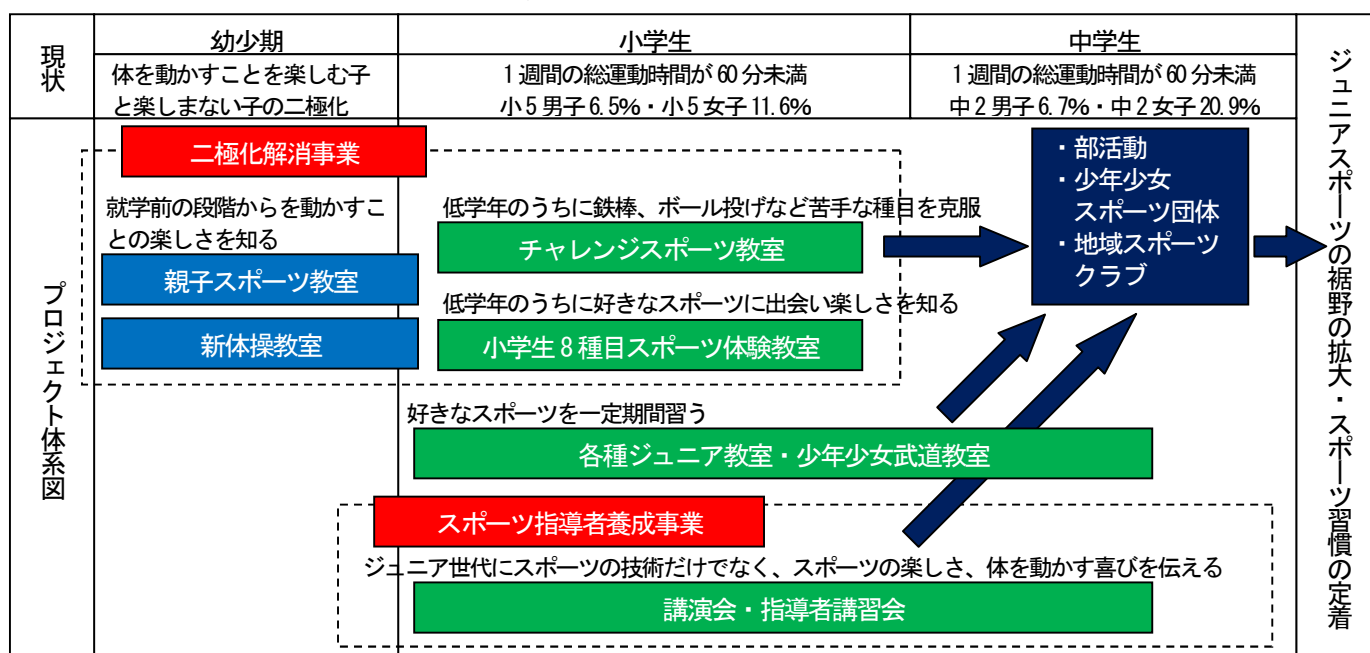 現状
幼少期
小学生
中学生
体を動かすことを楽しむ子
と楽しまない子の二極化
1週間の総運動時間が60分未満
小5男子6.5%・小5女子11.6%
1週間の総運動時間が60分未満
中2男子6.7%・中2女子20.9%
プロジェクト体系図
二極化解消事業
就学前の段階からを動かすこ
との楽しさを知る
親子スポーツ教室
新体操教室
低学年のうちに鉄棒、ボール投げなど苦手な種目を克服
チャレンジスポーツ教室
低学年のうちに好きなスポーツに出会い楽しさを知る
小学生8種目スポーツ体験教室
・部活動
・少年少女
スポーツ団体
・地域スポーツ
クラブ
好きなスポーツを一定期間習う
各種ジュニア教室・少年少女武道教室
スポーツ指導者養成事業
ジュニア世代にスポーツの技術だけでなく、スポーツの楽しさ、体を動かす喜びを伝える
講演会・指導者講習会
ジュニアスポーツの裾野の拡大・スポーツ習慣の定着